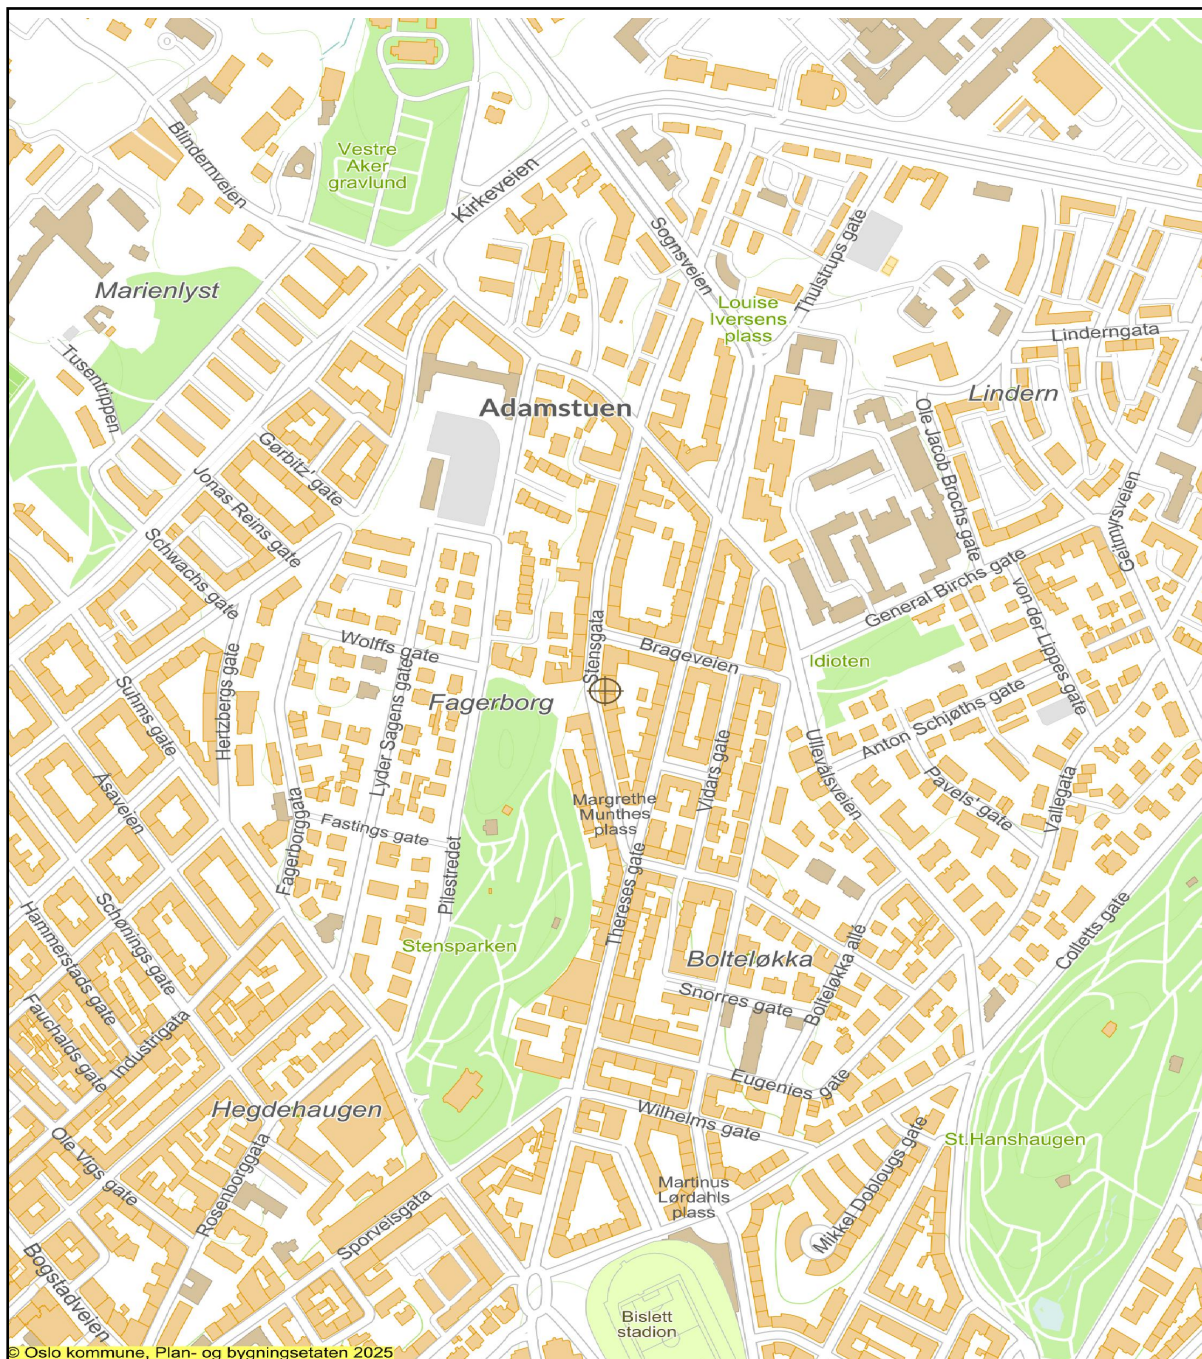 Blindernveien
Vestre
Aker
gravlund
Kirkeveien
Sognsveien
Thulstrups gate
Marienlyst
Louise
Iversens
plass
Linderngata
Tusentrippen
Adamstuen
Lindern
Ole Jacob Brochs gate
Gørbitz' gate
Jonas Reins gate
Geitmyrsveien
Schwachs gate
General Birchs gate
von der Lippes gate
Wolffs gate
Stensgata
Brageveien
Idioten
Suhms gate
Hertzbergs gate
Lyder Sagens gate
Fagerborg
Anton Schjøths gate
Ullevålsveien
Vidars gate
Pavels' gate
Vallegata
Åsaveien
Fagerborggata
Fastings gate
Margrethe
Munthes
plass
Pilestredet
Thereses gate
Stensparken
Schønings gate
Hammerstads gate
Fauchalds gate
Industrigata
Bolteløkka
Snorres gate
Bolteløkka allé
Colletts gate
Eugenies gate
Hegdehaugen
Wilhelms gate
St.Hanshaugen
Ole Vigs gate
Rosenborggata
Sporveisgata
Martinus
Lørdahls
plass
Mikkel Doblougs gate
Bogstadveien
Bislett
stadion
© Oslo kommune, Plan- og bygningsetaten 2025